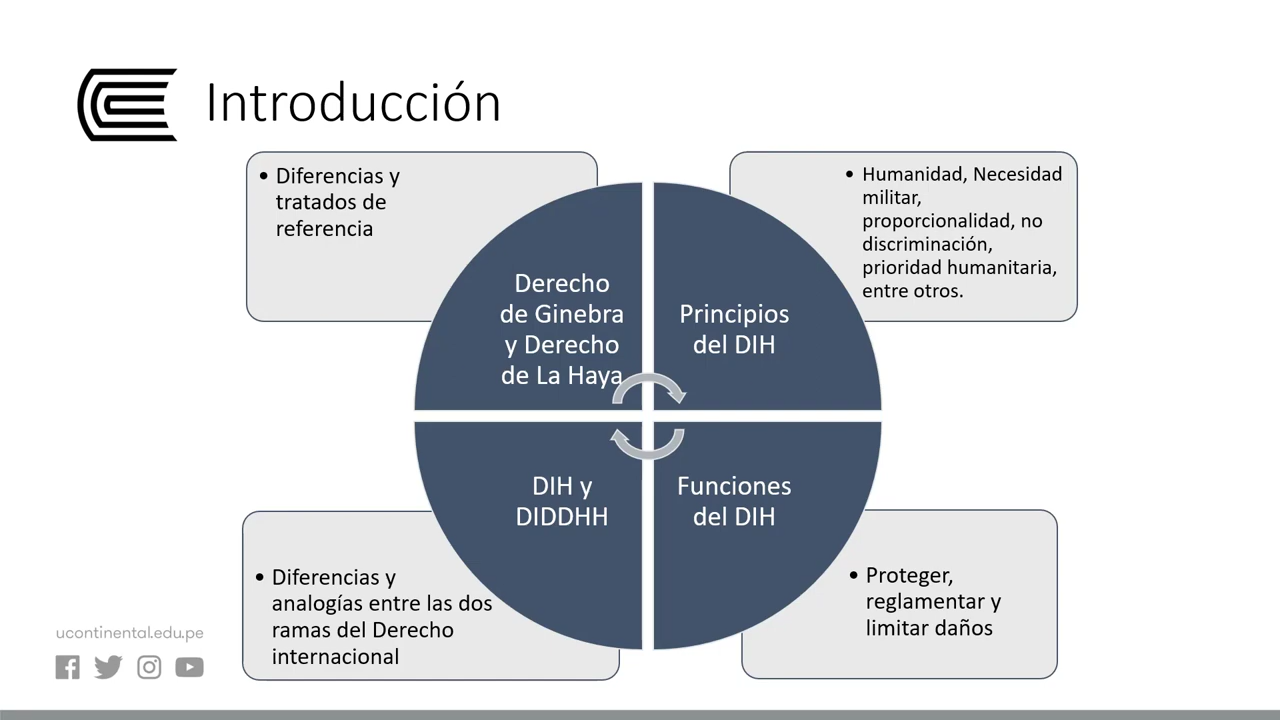 Introducción
• Diferencias y
tratados de
referencia
• Humanidad, Necesidad
militar,
proporcionalidad, no
discriminación,
prioridad humanitaria,
entre otros.
Derecho
de Ginebra
y Derecho
de La Haya
Principios
del DIH
DIH y
DIDDHH
Funciones
del DIH
• Diferencias y
analogías entre las dos
ramas del Derecho
internacional
• Proteger,
reglamentar y
limitar daños
ucontinental.edu.pe